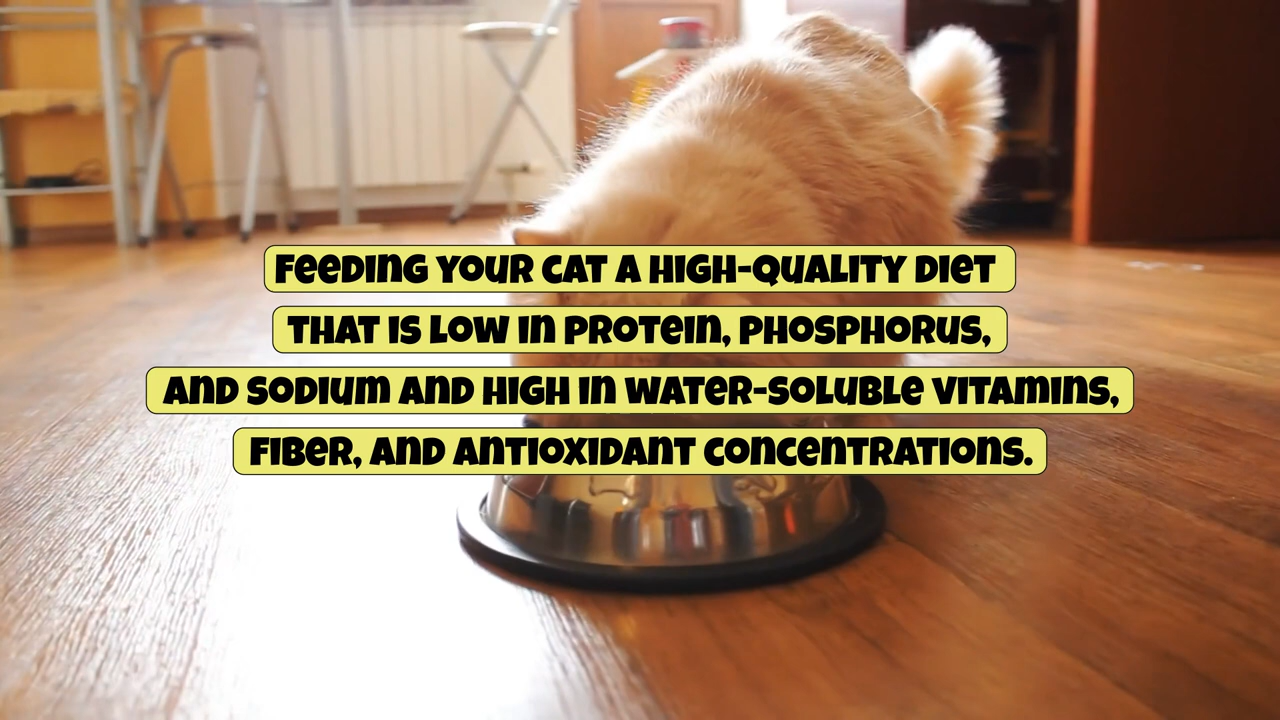 Feeding your cat a high-quality diet
that is low in protein, phosphorus,
and sodium and high in water-soluble vitamins,
fiber, and antioxidant concentrations.